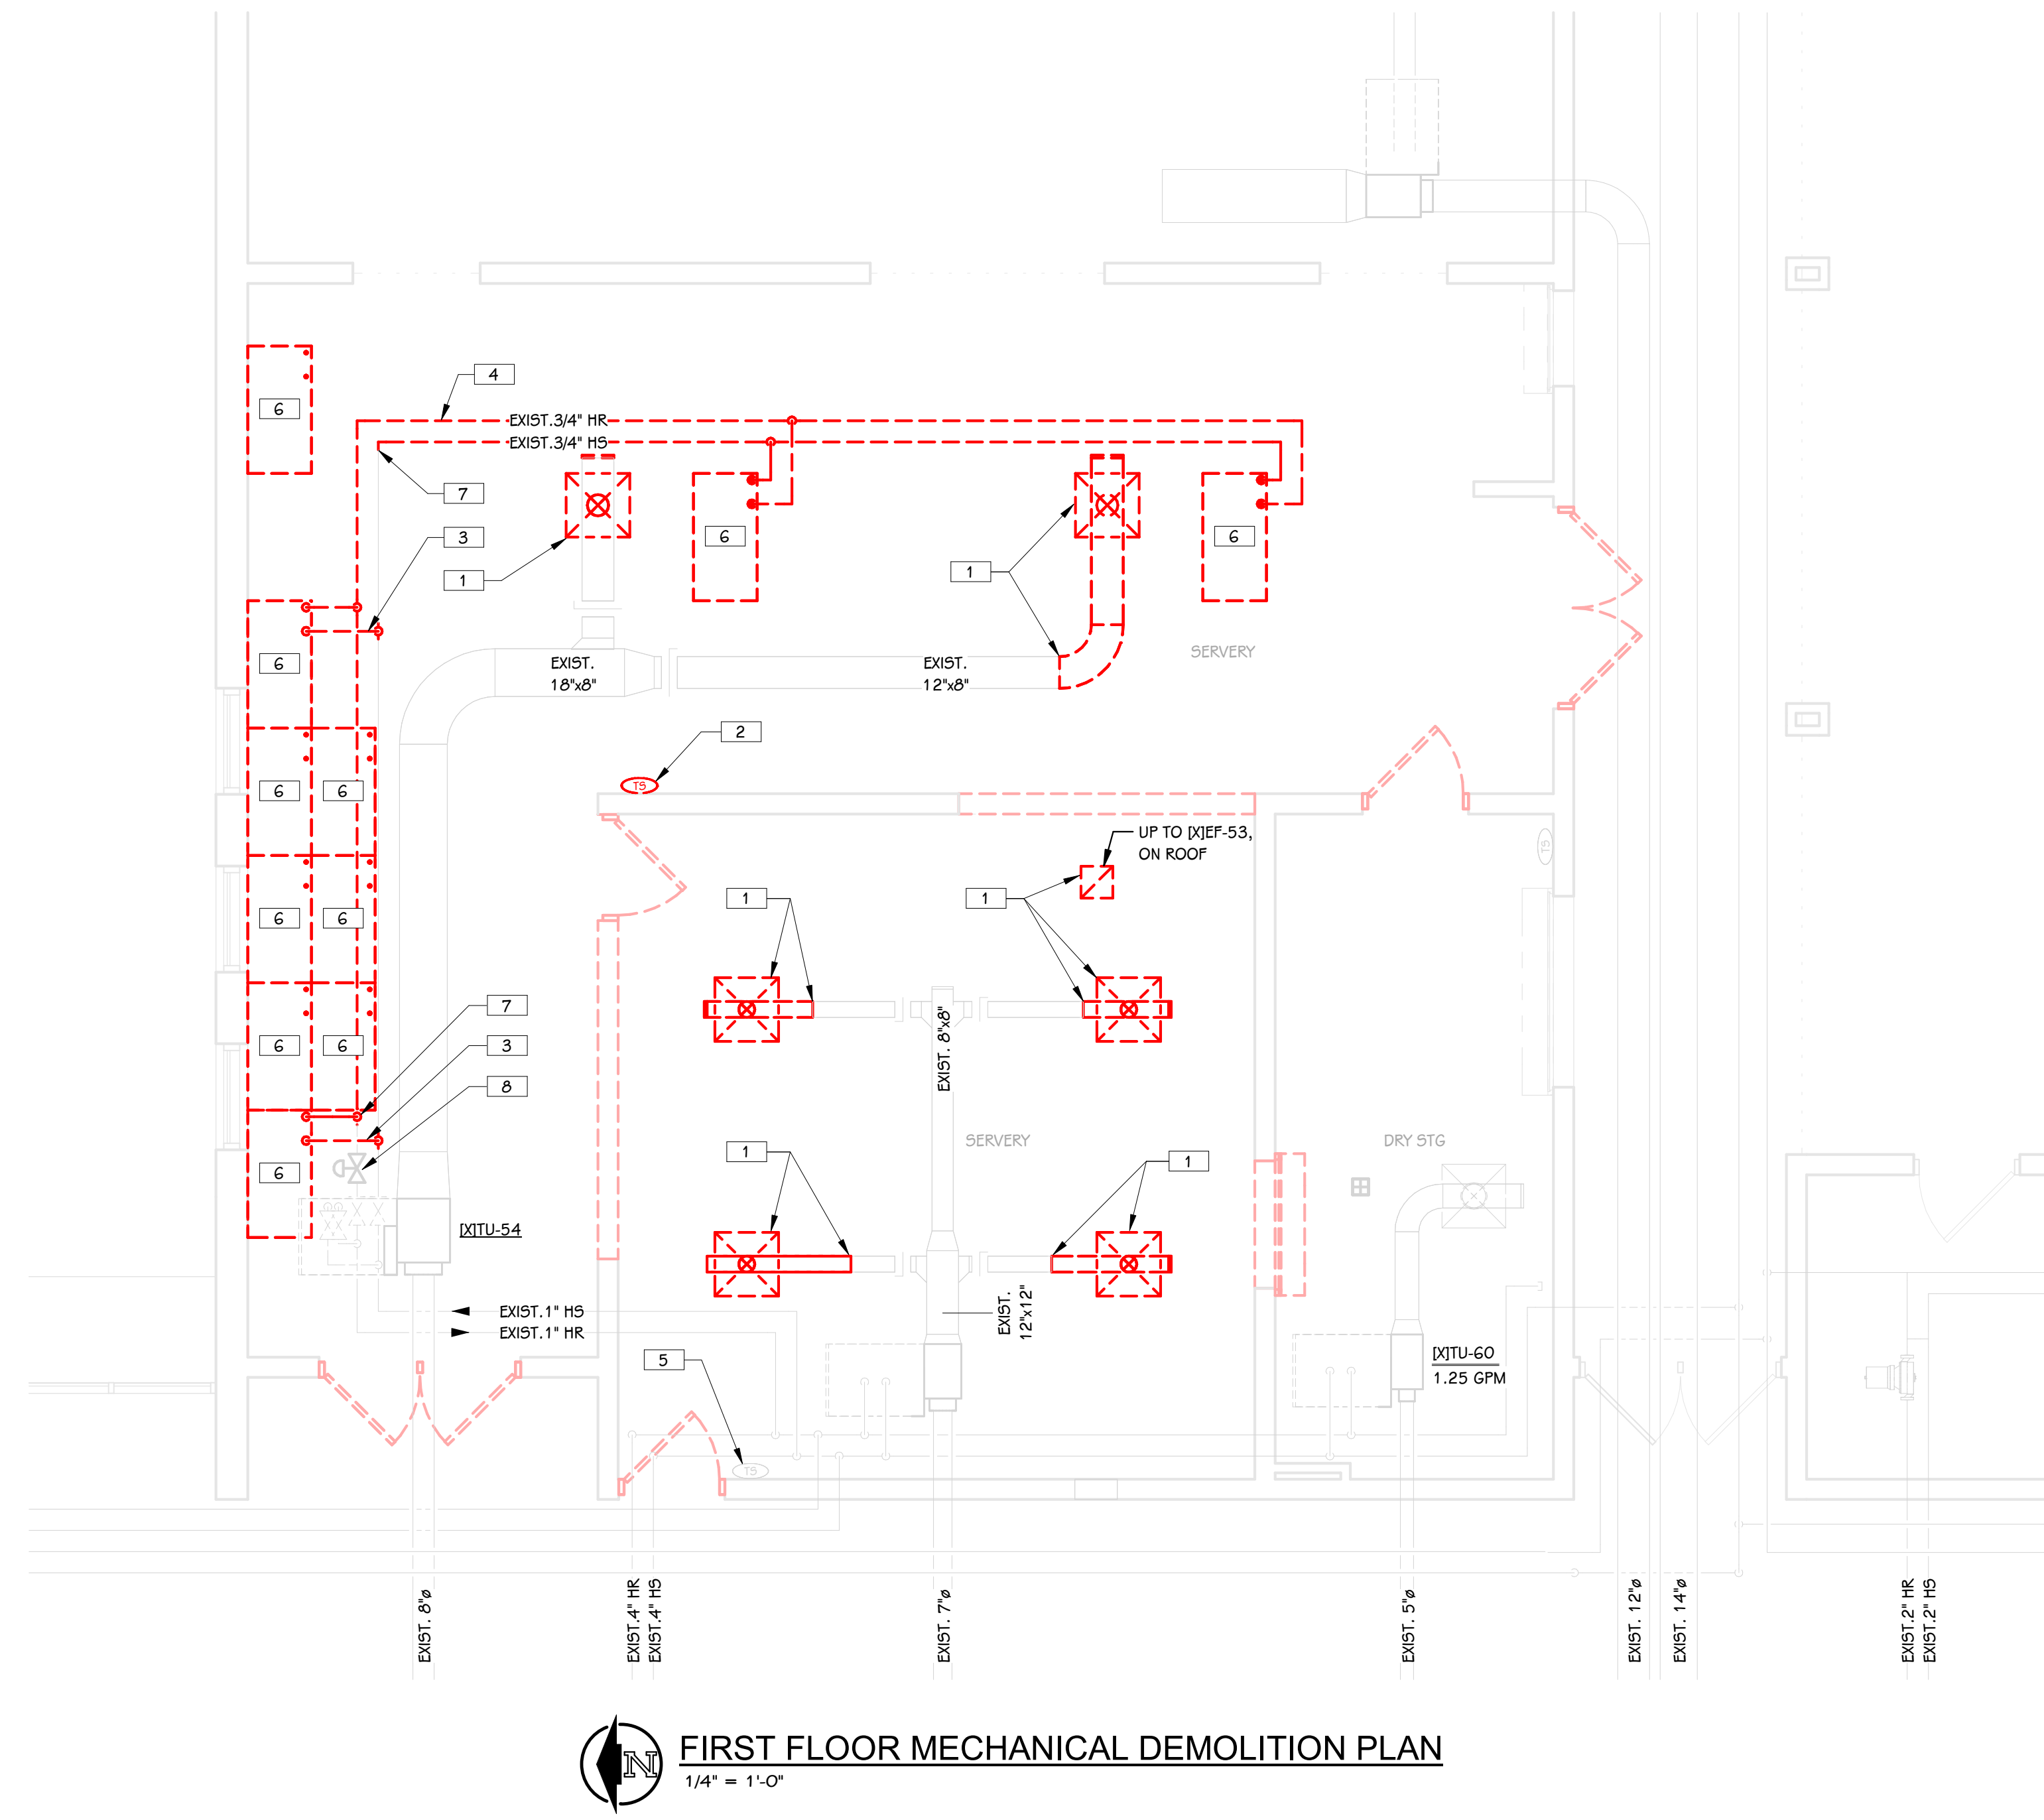 4
6
EXIST.3/4" HR
EXIST.3/4" HS
7
3
1
6
1
6
SERVERY
6
EXIST.
18"x8"
EXIST.
12"x8"
2
TS
6
6
UP TO [X]EF-53,
ON ROOF
TS
1
1
6
6
7
3
8
6
6
EXIST. 8"x8"
1
SERVERY
1
DRY STG
6
[X]TU-54
EXIST.1" HS
EXIST.1" HR
EXIST.
12"x12"
5
[X]TU-60
1.25 GPM
TS
EXIST. 8"ø
EXIST.4" HR
EXIST.4" HS
EXIST. 7"ø
EXIST. 5"ø
EXIST. 12"ø
EXIST. 14"ø
EXIST.2" HR
EXIST.2" HS
N
FIRST FLOOR MECHANICAL DEMOLITION PLAN
1/4" = 1'-0"